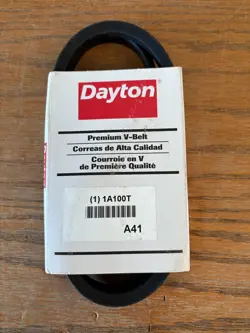 Dayton
Premium V-Belt
Correas de Alta Calidad
Courroie en V
de Première Qualité
(1) 1A100T
A41